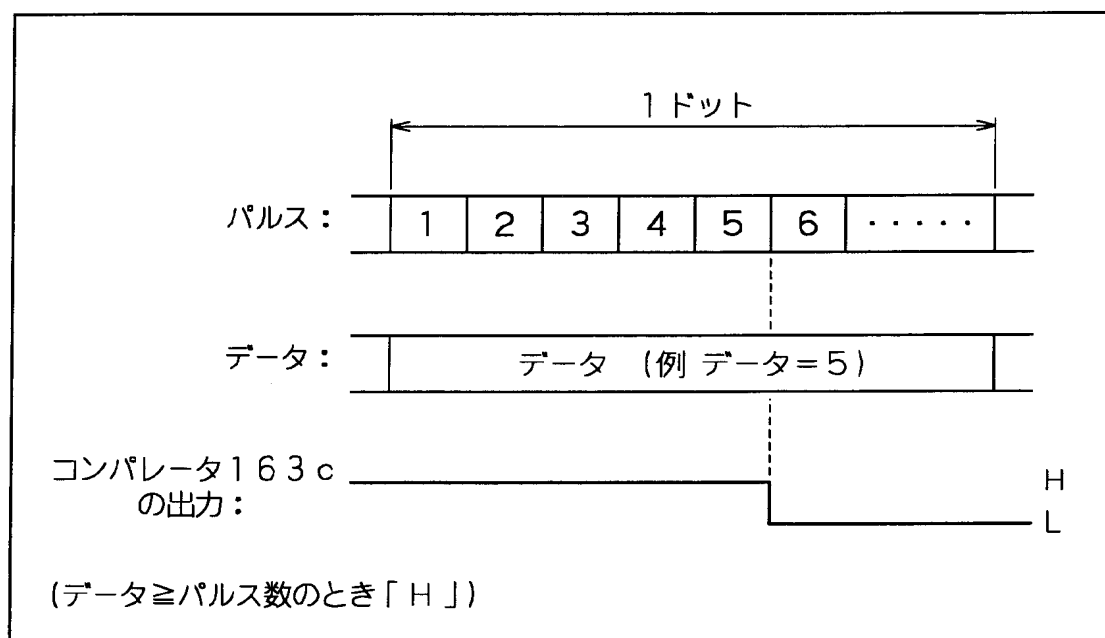 1ドット
パルス： 1 2 3 4 5 6 ·····
データ： データ （例 データ＝5）
コンパレータ163c
の出力：
H
L
（データ≧パルス数のとき「H」）